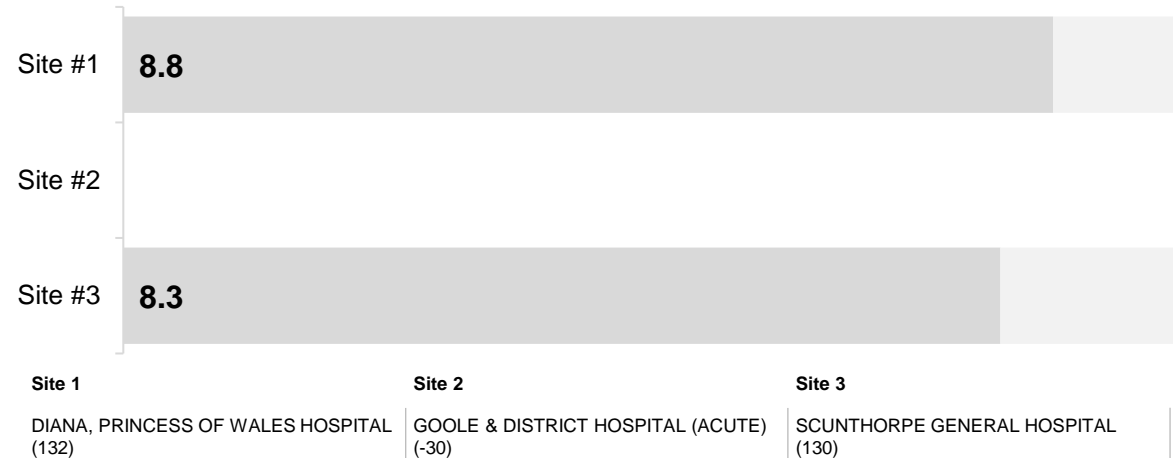 Site #1
8.8
Site #2
Site #3
8.3
Site 1
Site 2
Site 3
DIANA, PRINCESS OF WALES HOSPITAL
(132)
GOOLE & DISTRICT HOSPITAL (ACUTE)
(-30)
SCUNTHORPE GENERAL HOSPITAL
(130)